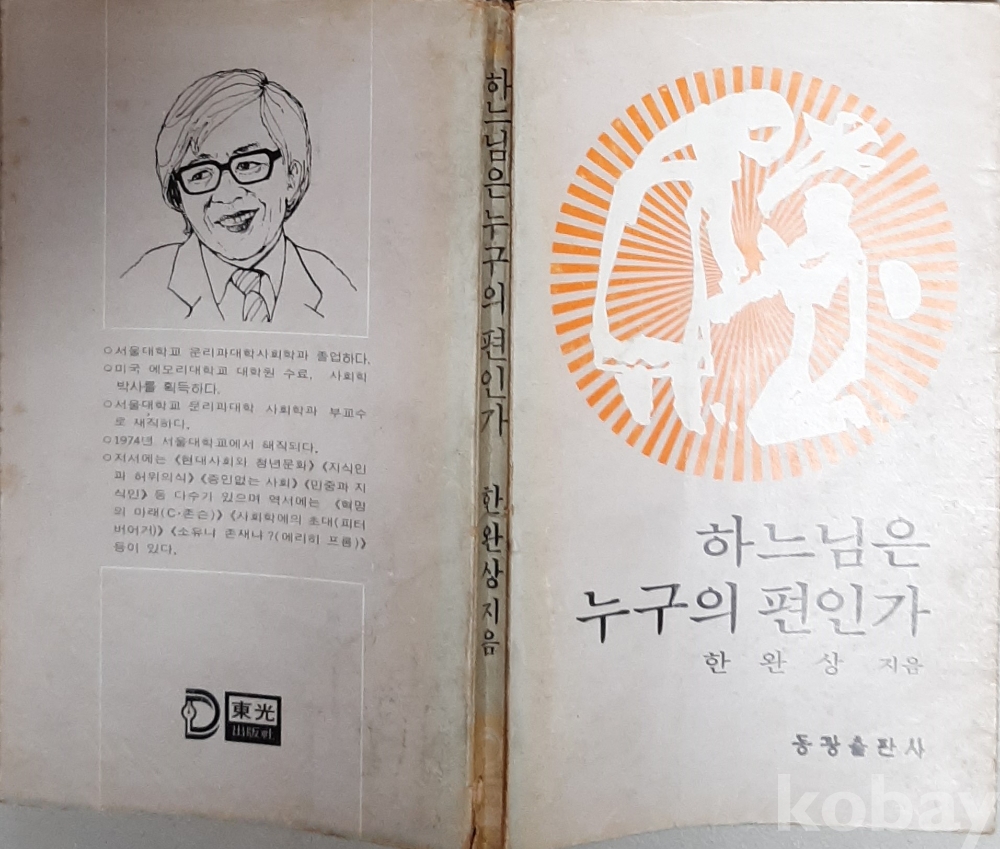 하느님은
누구의 편인가
한 완 상 지음
동광출판사
하느님은 누구의 편인가 한완상 지음
○서울대학교 문리과대학사회학과 졸업하다.
○미국 에모리대학교 대학원 수료, 사회학
박사를 획득하다.
○서울대학교 문리과대학 사회학과 부교수
로 재직하다.
○1974년 서울대학교에서 해직되다.
○저서에는 《현대사회와 청년문화》《지식인
과 허위의식》《증인없는 사회》《민중과 지
식인》 등 다수가 있으며 역서에는 《혁명
의 미래(C·존슨)》《사회학에의 초대(피터
버어거)》《소유냐 존재냐?(에리히 프롬)》
등이 있다.
東光
出版社
kobay